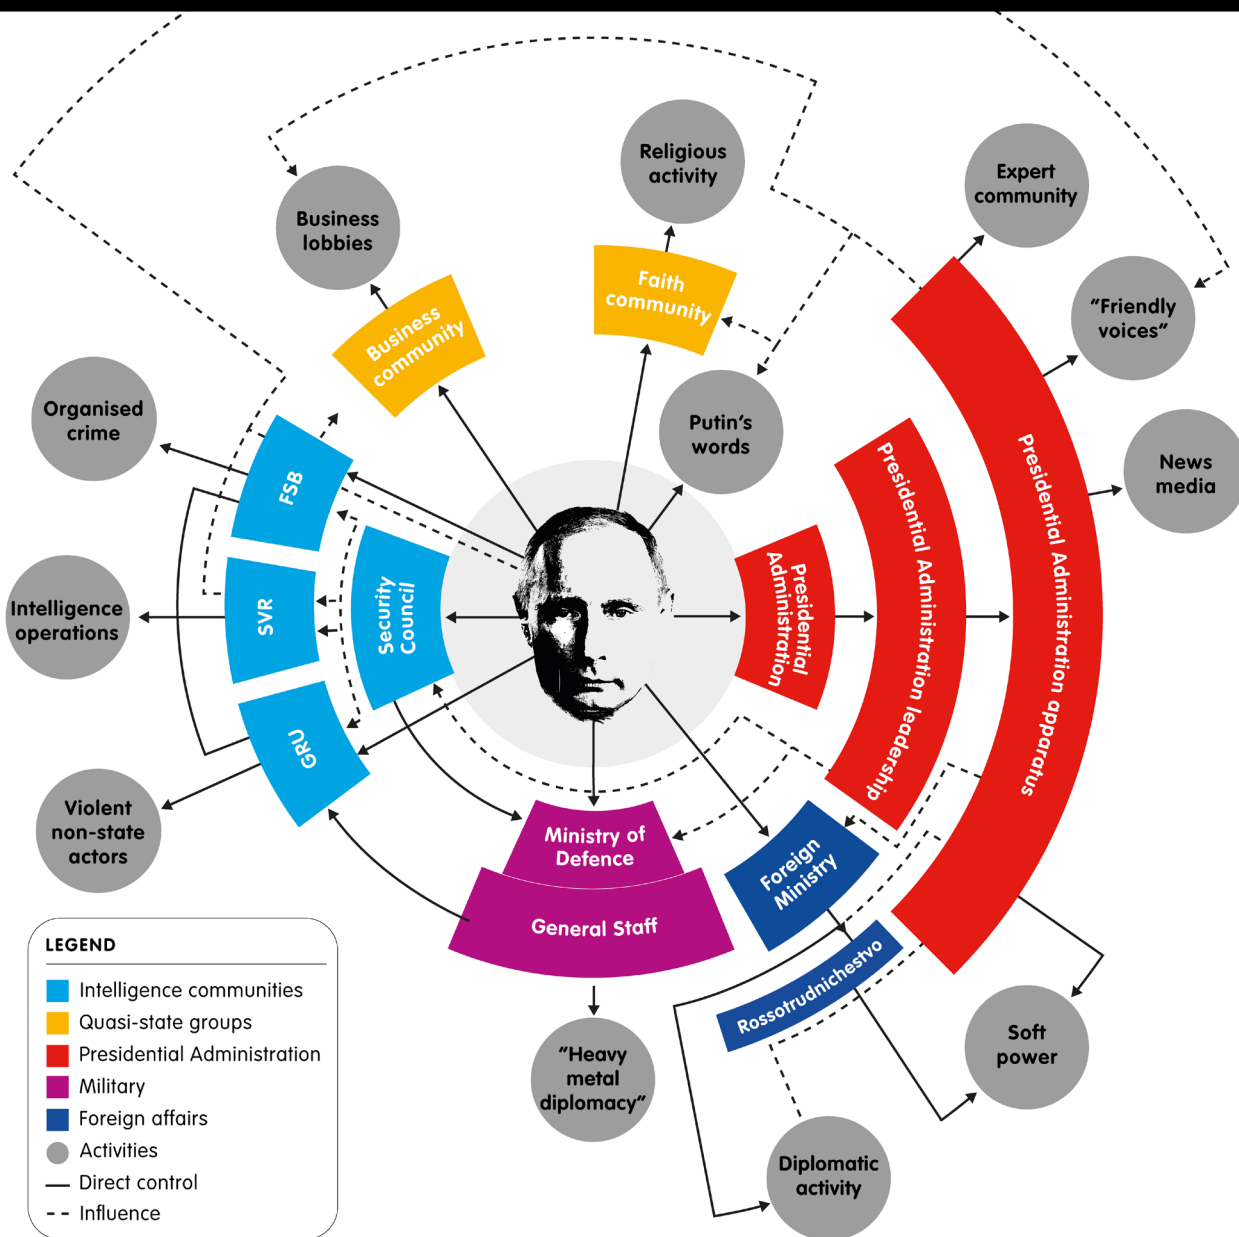 Religious
activity
Expert
community
Business
lobbies
Faith
community
"Friendly
voices"
Business
community
Organised
crime
Putin's
words
News
media
FSB
Presidential Administration leadership
Presidential Administration apparatus
Presidential
Administration
Security
Council
SVR
Intelligence
operations
GRU
Violent
non-state
actors
Ministry of
Defence
General Staff
Foreign
Ministry
Rossotrudnichestvo
Soft
power
"Heavy
metal
diplomacy"
Diplomatic
activity
LEGEND
Intelligence communities
Quasi-state groups
Presidential Administration
Military
Foreign affairs
Activities
Direct control
Influence